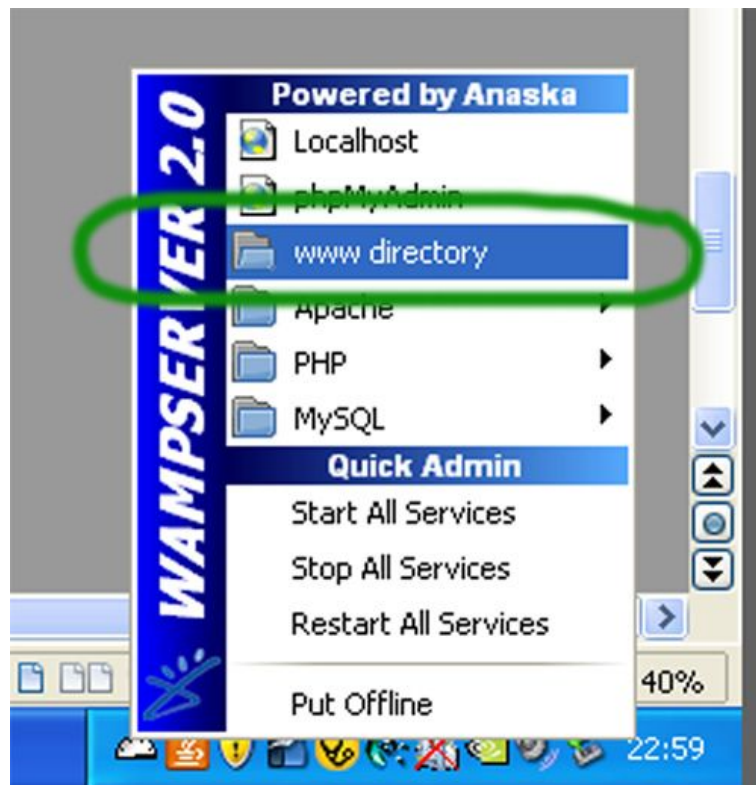 WAMPSERVER 2.0
Powered by Anaska
Localhost
phpMyAdmin
www directory
Apache
PHP
MySQL
Quick Admin
Start All Services
Stop All Services
Restart All Services
Put Offline
40%
22:59